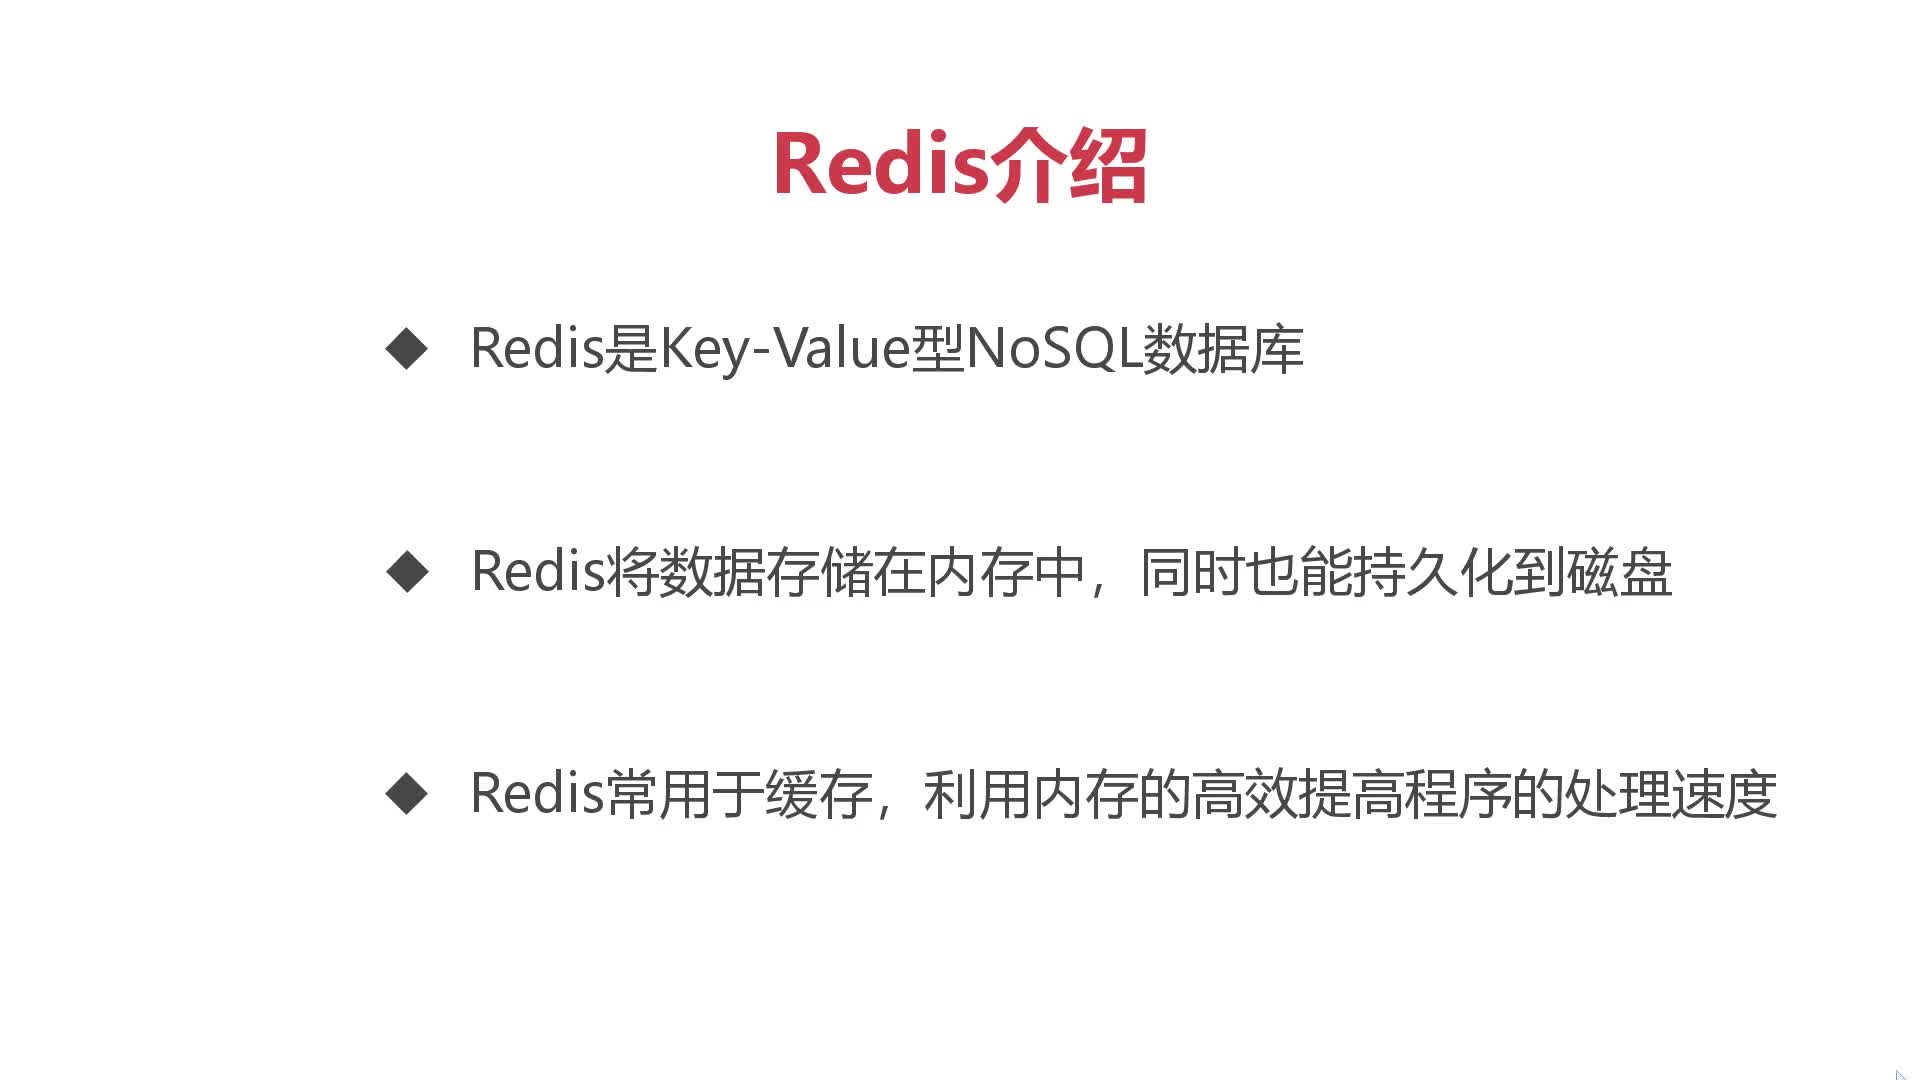 Redis介绍
◆ Redis是Key-Value型NoSQL数据库
◆ Redis将数据存储在内存中，同时也能持久化到磁盘
◆ Redis常用于缓存，利用内存的高效提高程序的处理速度